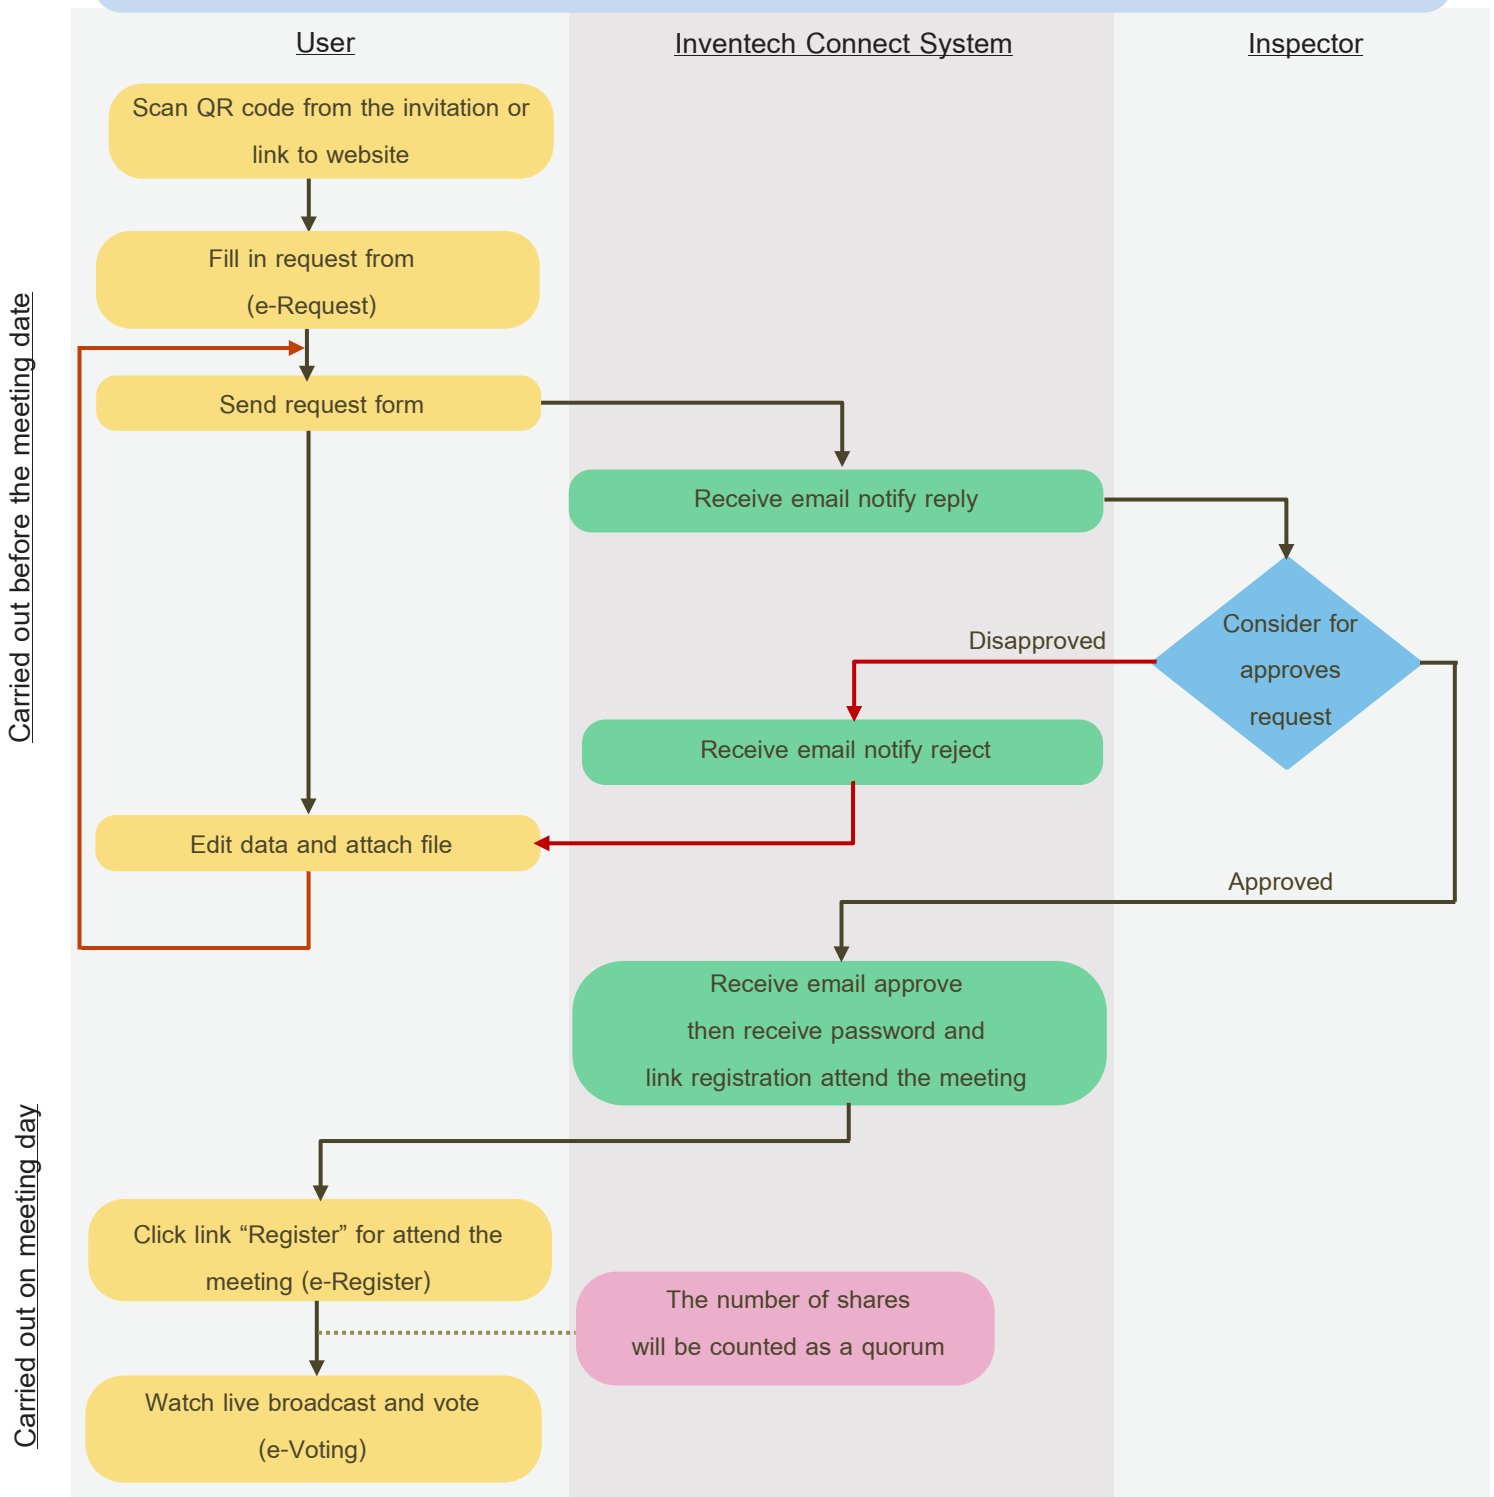 User
Inventech Connect System
Inspector
Scan QR code from the invitation or
link to website
Fill in request from
(e-Request)
Send request form
Receive email notify reply
Carried out before the meeting date
Consider for
approves
request
Disapproved
Receive email notify reject
Edit data and attach file
Approved
Receive email approve
then receive password and
link registration attend the meeting
Carried out on meeting day
Click link “Register” for attend the
meeting (e-Register)
The number of shares
will be counted as a quorum
Watch live broadcast and vote
(e-Voting)